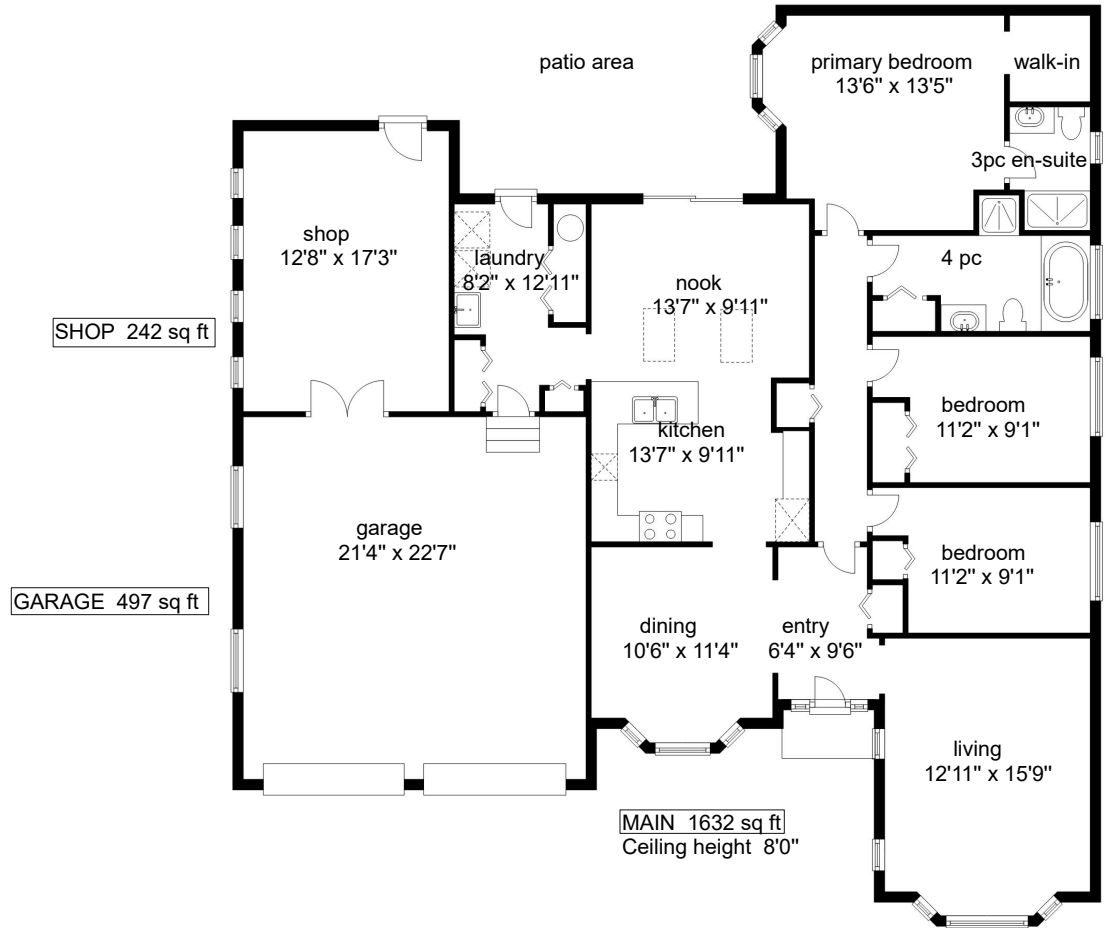 patio area
primary bedroom
13'6" x 13'5"
walk-in
3pc en-suite
shop
12'8" x 17'3"
laundry
8'2" x 12'11"
4 pc
nook
13'7" x 9'11"
SHOP 242 sq ft
bedroom
11'2" x 9'1"
kitchen
13'7" x 9'11"
garage
21'4" x 22'7"
bedroom
11'2" x 9'1"
GARAGE 497 sq ft
dining
10'6" x 11'4"
entry
6'4" x 9'6"
living
12'11" x 15'9"
MAIN 1632 sq ft
Ceiling height 8'0"